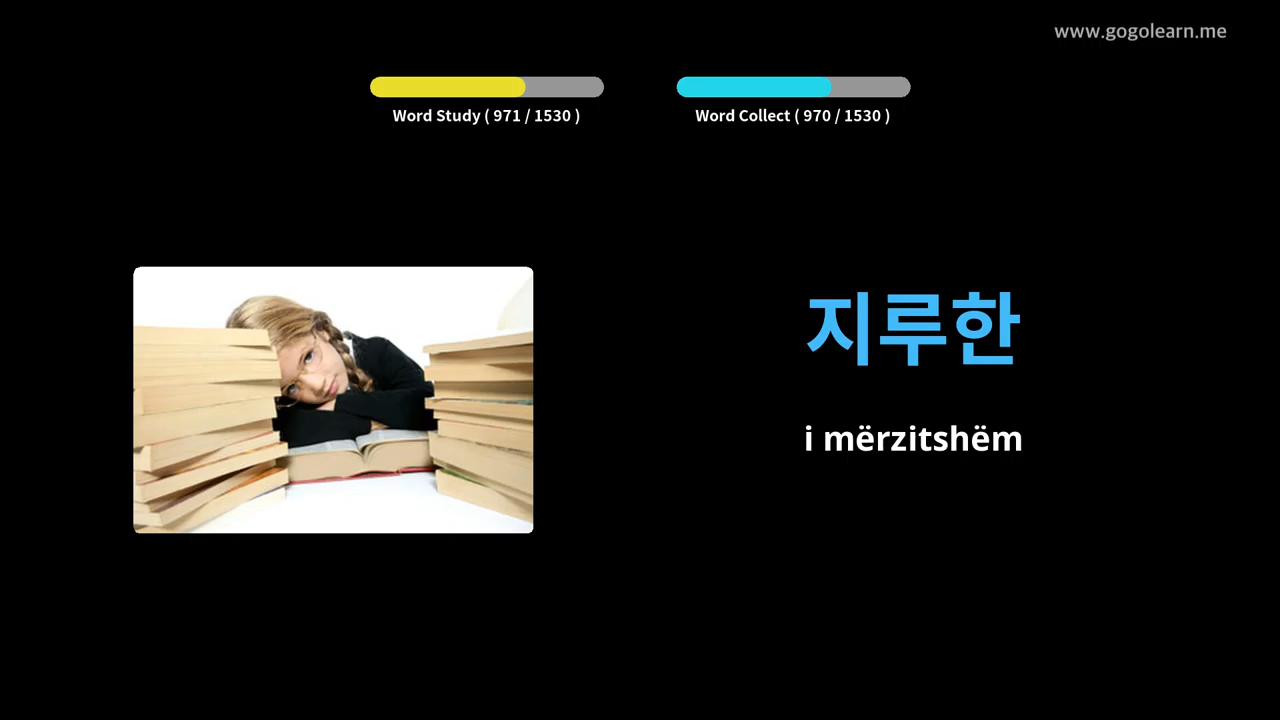 www.gogolearn.me
Word Study ( 971 / 1530 )
Word Collect ( 970 / 1530 )
지루한
i mërzitshëm